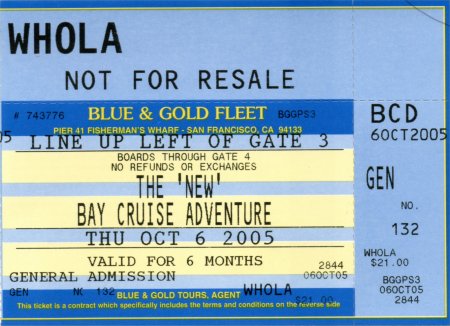 WHOLA
NOT FOR RESALE
# 743776 BLUE & GOLD FLEET BGGPS3
PIER 41 FISHERMAN'S WHARF - SAN FRANCISCO, CA 94133
05 LINE UP LEFT OF GATE 3
BOARDS THROUGH GATE 4
NO REFUNDS OR EXCHANGES
THE 'NEW'
BAY CRUISE ADVENTURE
THU OCT 6 2005
VALID FOR 6 MONTHS 2844
GENERAL ADMISSION 06OCT05
GEN NK 132 WHOLA $21.00
BLUE & GOLD TOURS, AGENT
This ticket is a contract which specifically includes the terms and conditions on the reverse side
BCD
6OCT2005
GEN
NO.
132
WHOLA
$21.00
BGGPS3
06OCT05
2844